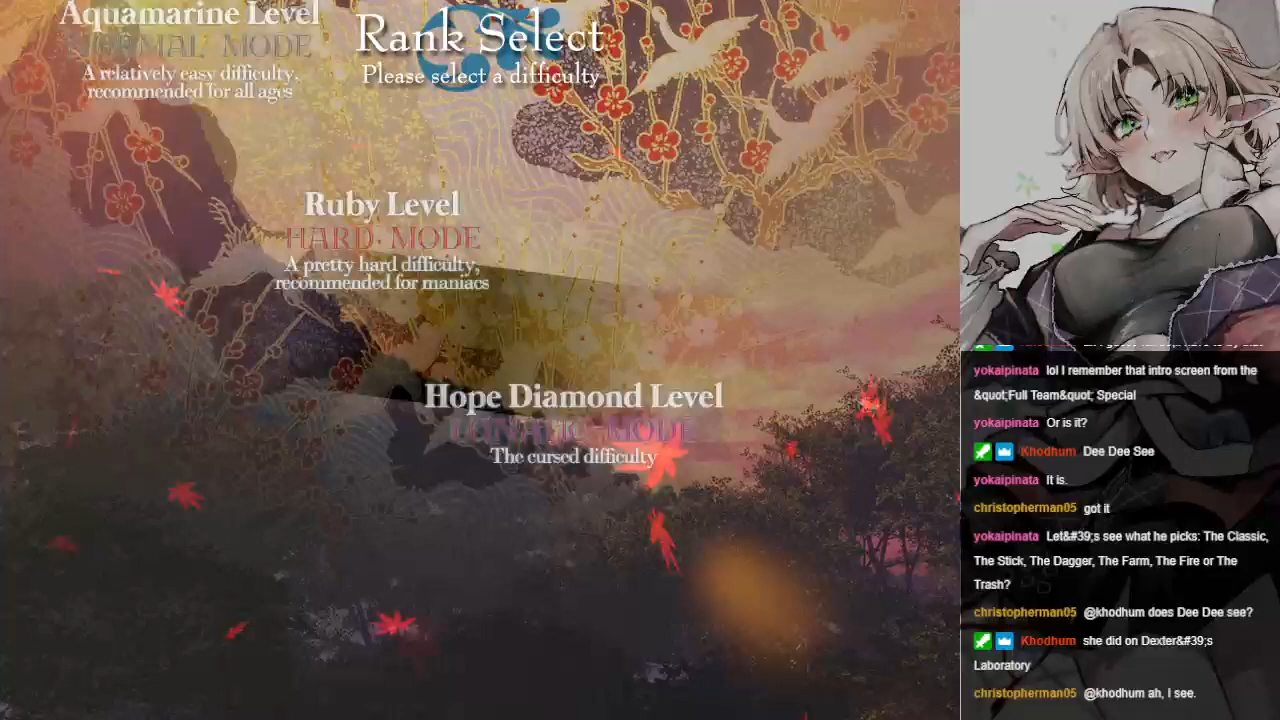 Aquamarine Level
NORMAL MODE
A relatively easy difficulty,
recommended for all ages
Rank Select
Please select a difficulty
Ruby Level
HARD MODE
A pretty hard difficulty,
recommended for maniacs
Hope Diamond Level
LUNATIC MODE
The cursed difficulty
yokaipinata lol I remember that intro screen from the
&quot;Full Team&quot; Special
yokaipinata Or is it?
Khodhum Dee Dee See
yokaipinata It is.
christopherman05 got it
yokaipinata Let&#39;s see what he picks: The Classic,
The Stick, The Dagger, The Farm, The Fire or The
Trash?
christopherman05 @khodhum does Dee Dee see?
Khodhum she did on Dexter&#39;s
Laboratory
christopherman05 @khodhum ah, I see.